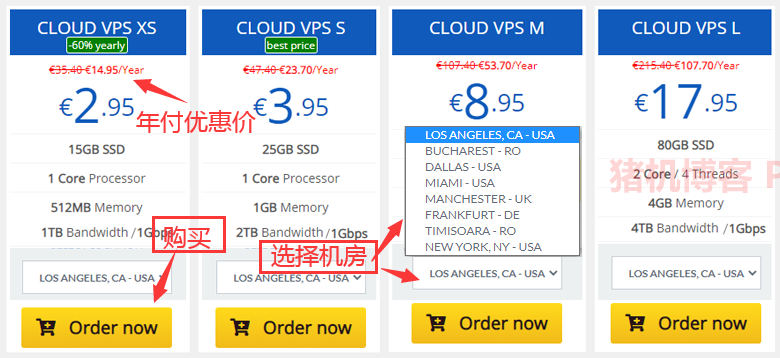 CLOUD VPS XS
-60% yearly
€35.40 €14.95/Year
€2.95
年付优惠价
15GB SSD
1 Core Processor
512MB Memory
1TB Bandwidth / 1Gbps
购买
LOS ANGELES, CA - USA
Order now
CLOUD VPS S
best price
€47.40 €23.70/Year
€3.95
25GB SSD
1 Core Processor
1GB Memory
2TB Bandwidth / 1Gbps
选择机房
LOS ANGELES, CA - USA
Order now
CLOUD VPS M
€107.40 €53.70/Year
€8.95
LOS ANGELES, CA - USA
BUCHAREST - RO
DALLAS - USA
MIAMI - USA
MANCHESTER - UK
FRANKFURT - DE
TIMISOARA - RO
NEW YORK, NY - USA
LOS ANGELES, CA - USA
Order now
CLOUD VPS L
€215.40 €107.70/Year
€17.95
80GB SSD
2 Core / 4 Threads
猪机博客 P
4GB Memory
4TB Bandwidth / 1Gbps
LOS ANGELES, CA - USA
Order now